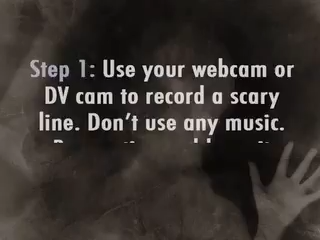 Step 1: Use your webcam or
DV cam to record a scary
line. Don't use any music.